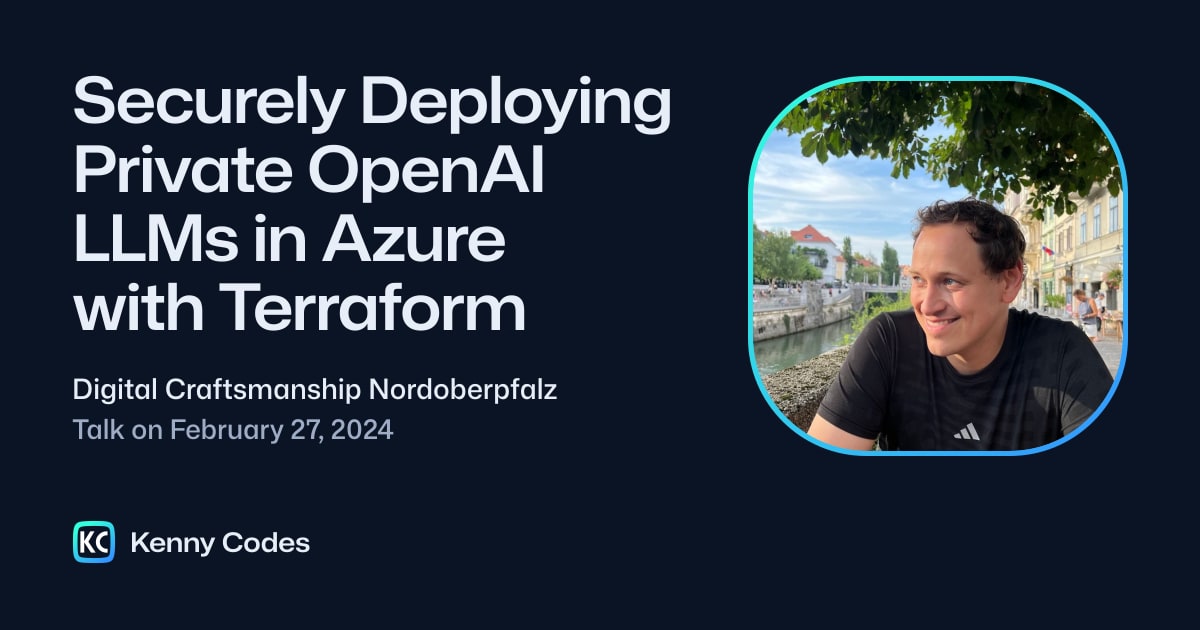 Securely Deploying
Private OpenAI
LLMs in Azure
with Terraform
Digital Craftsmanship Nordoberpfalz
Talk on February 27, 2024
KC Kenny Codes